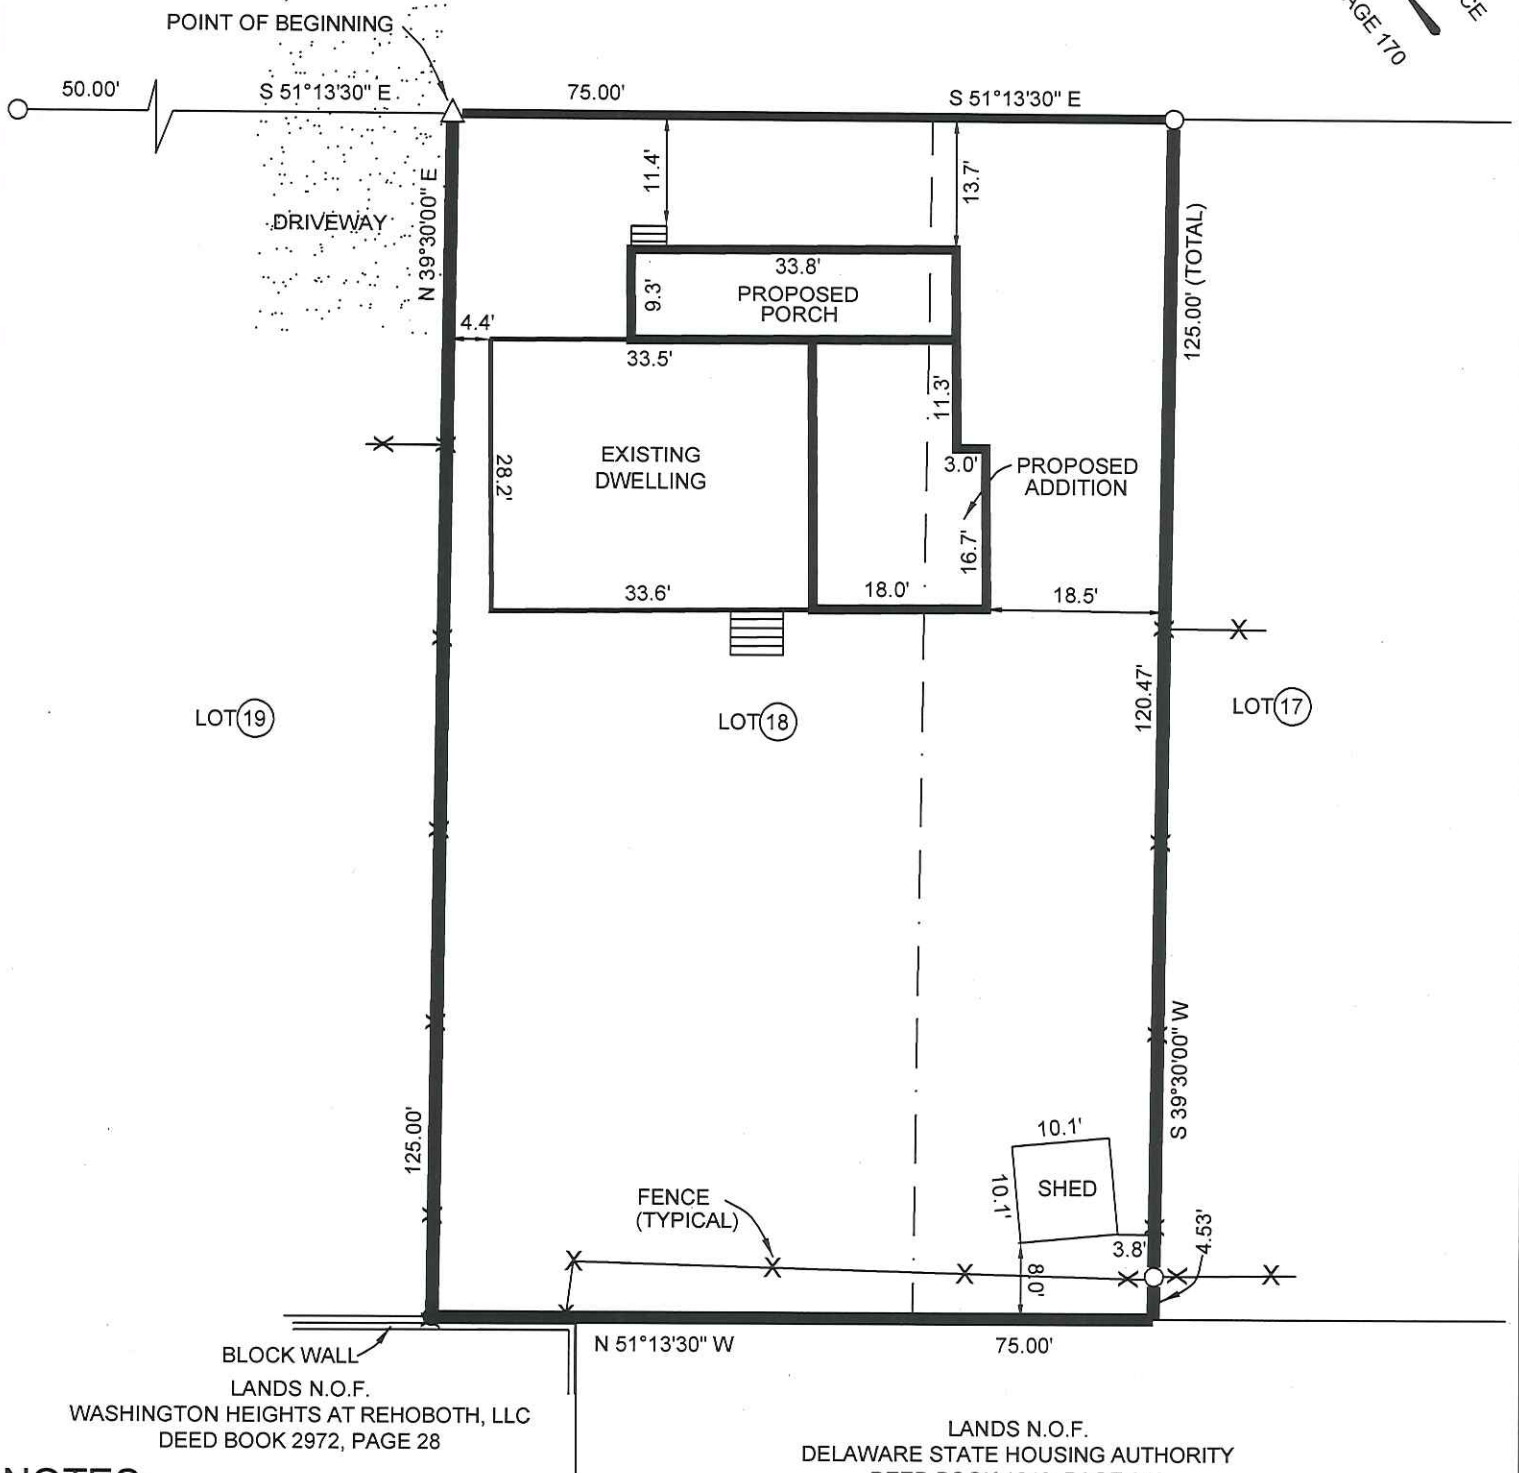 POINT OF BEGINNING
AGE 170
CE
50.00'
S 51°13'30" E
75.00'
S 51°13'30" E
11.4'
13.7'
N 39°30'00" E
DRIVEWAY
125.00' (TOTAL)
33.8'
9.3'
PROPOSED
PORCH
4.4'
33.5'
11.3'
EXISTING
DWELLING
28.2'
3.0'
PROPOSED
ADDITION
16.7'
33.6'
18.0'
18.5'
120.47'
LOT 19
LOT 18
LOT 17
S 39°30'00" W
125.00'
10.1'
10.1'
SHED
FENCE
(TYPICAL)
3.8'
4.53'
8.0'
N 51°13'30" W
75.00'
BLOCK WALL
LANDS N.O.F.
WASHINGTON HEIGHTS AT REHOBOTH, LLC
DEED BOOK 2972, PAGE 28
LANDS N.O.F.
DELAWARE STATE HOUSING AUTHORITY
NOTES